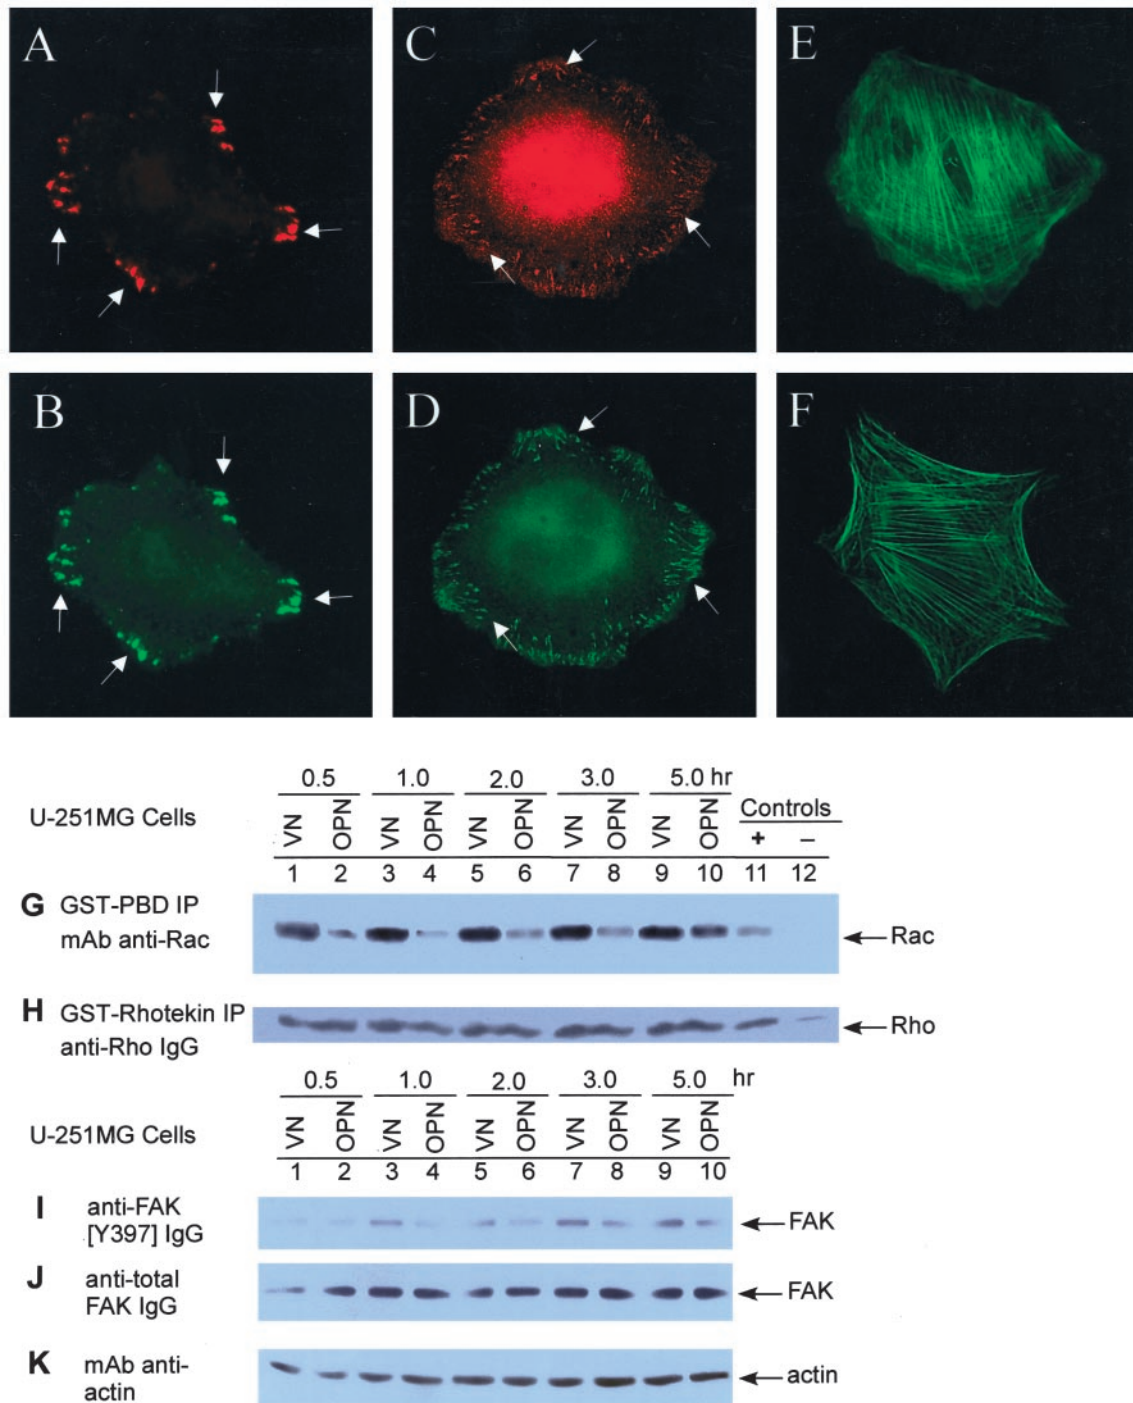 A
C
E
B
D
F
0.5 1.0 2.0 3.0 5.0 hr
U-251MG Cells
VN OPN VN OPN VN OPN VN OPN VN OPN
Controls
+ –
1 2 3 4 5 6 7 8 9 10 11 12
G GST-PBD IP
mAb anti-Rac
Rac
H GST-Rhotekin IP
anti-Rho IgG
Rho
0.5 1.0 2.0 3.0 5.0 hr
U-251MG Cells
VN OPN VN OPN VN OPN VN OPN VN OPN
1 2 3 4 5 6 7 8 9 10
I anti-FAK
[Y397] IgG
FAK
J anti-total
FAK IgG
FAK
K mAb anti-
actin
actin